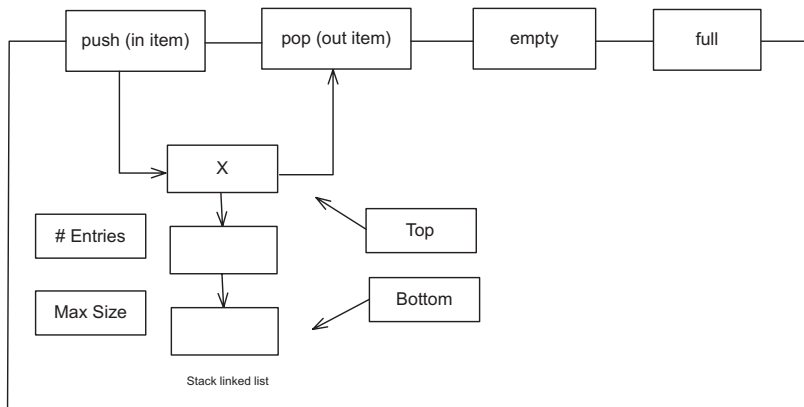 push (in item)
pop (out item)
empty
full
X
# Entries
Top
Max Size
Bottom
Stack linked list